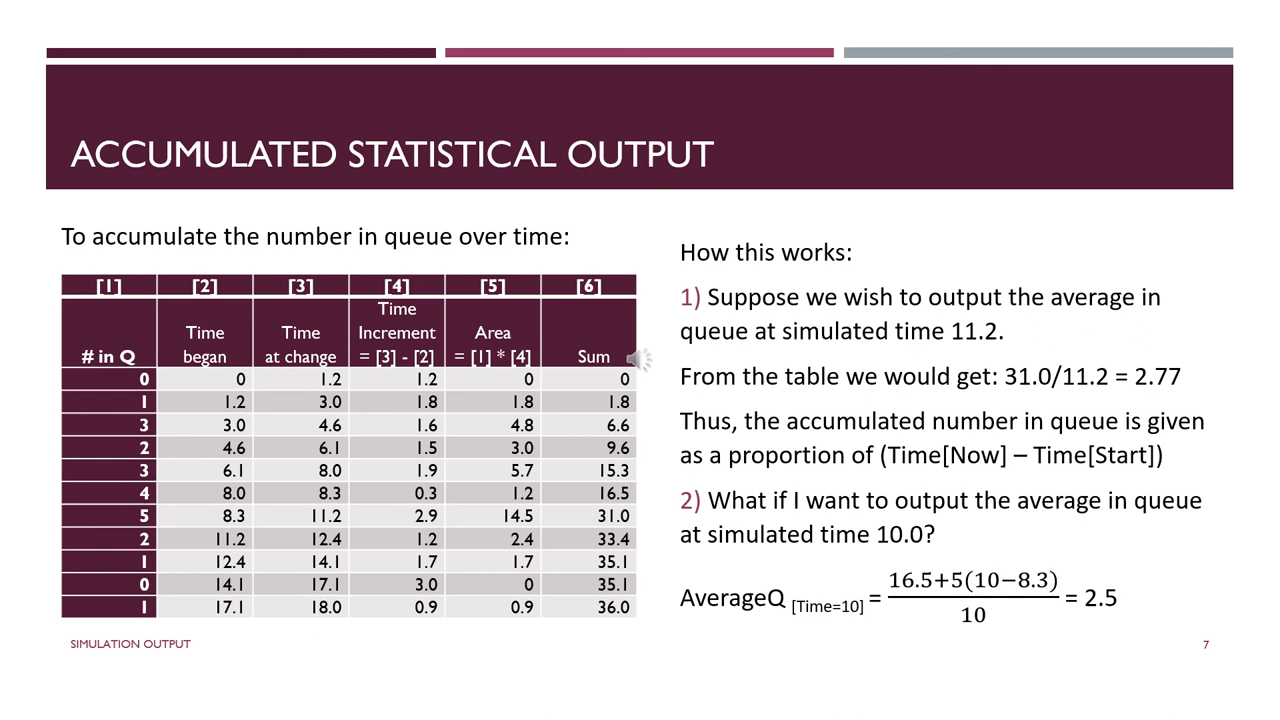 ACCUMULATED STATISTICAL OUTPUT
To accumulate the number in queue over time:
[1] [2] [3] [4] [5] [6]
# in Q Time began Time at change Time Increment = [3] - [2] Area = [1] * [4] Sum
0 0 1.2 1.2 0 0
1 1.2 3.0 1.8 1.8 1.8
3 3.0 4.6 1.6 4.8 6.6
2 4.6 6.1 1.5 3.0 9.6
3 6.1 8.0 1.9 5.7 15.3
4 8.0 8.3 0.3 1.2 16.5
5 8.3 11.2 2.9 14.5 31.0
2 11.2 12.4 1.2 2.4 33.4
1 12.4 14.1 1.7 1.7 35.1
0 14.1 17.1 3.0 0 35.1
1 17.1 18.0 0.9 0.9 36.0
How this works:
1) Suppose we wish to output the average in
queue at simulated time 11.2.
From the table we would get: 31.0/11.2 = 2.77
Thus, the accumulated number in queue is given
as a proportion of (Time[Now] – Time[Start])
2) What if I want to output the average in queue
at simulated time 10.0?
AverageQ [Time=10] = 16.5+5(10−8.3) / 10 = 2.5
SIMULATION OUTPUT
7